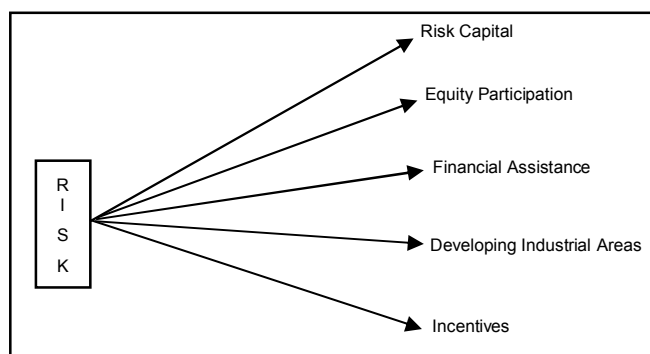 Risk Capital
Equity Participation
Financial Assistance
R
I
S
K
Developing Industrial Areas
Incentives